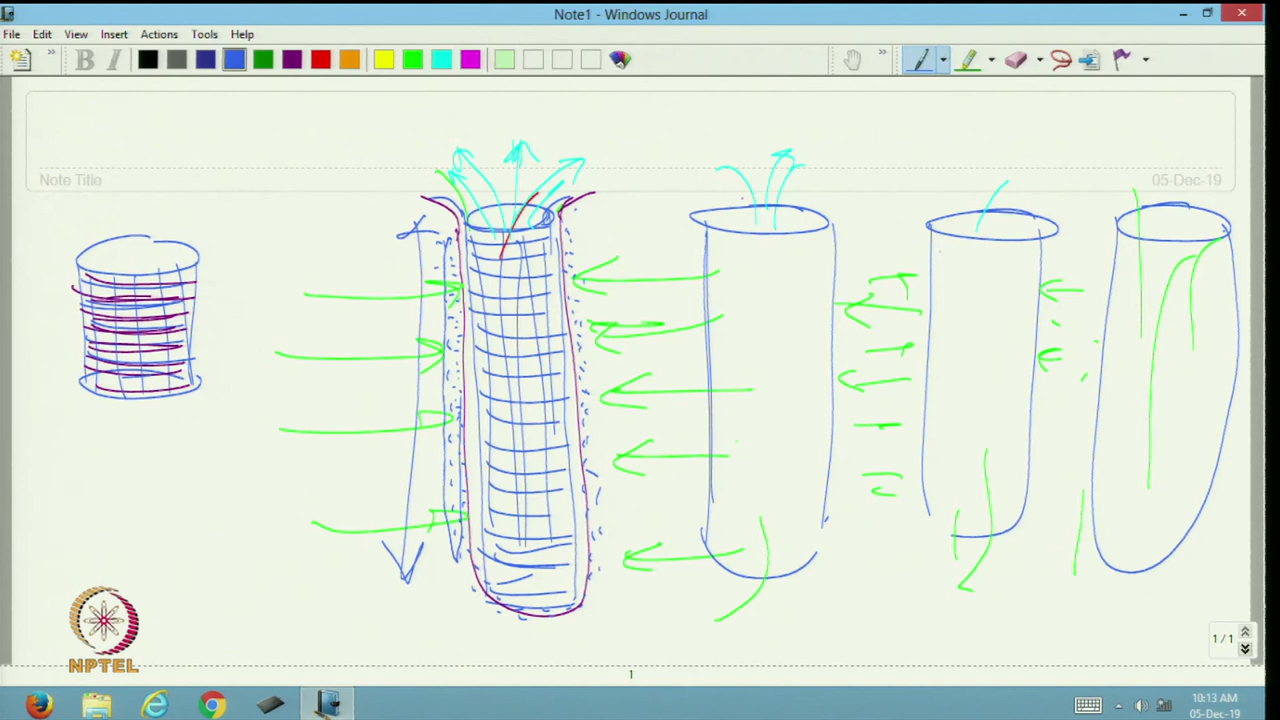 Note1 - Windows Journal
File Edit View Insert Actions Tools Help
B I
Note Title
05-Dec-19
1 / 1
NPTEL
1
10:13 AM
05-Dec-19